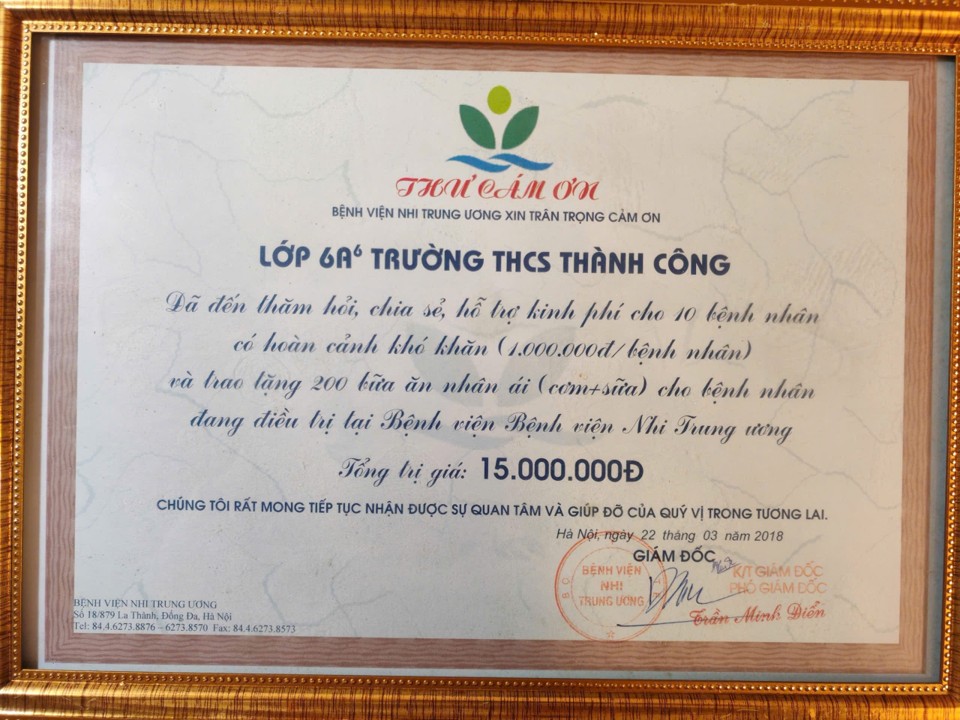 THƯ CÁM ƠN
BỆNH VIỆN NHI TRUNG ƯƠNG XIN TRÂN TRỌNG CẢM ƠN
LỚP 6A⁶ TRƯỜNG THCS THÀNH CÔNG
Đã đến thăm hỏi, chia sẻ, hỗ trợ kinh phí cho 10 bệnh nhân
có hoàn cảnh khó khăn (1.000.000đ/bệnh nhân)
và trao tặng 200 bữa ăn nhân ái (cơm+sữa) cho bệnh nhân
đang điều trị tại Bệnh viện Bệnh viện Nhi Trung ương
Tổng trị giá: 15.000.000Đ
CHÚNG TÔI RẤT MONG TIẾP TỤC NHẬN ĐƯỢC SỰ QUAN TÂM VÀ GIÚP ĐỠ CỦA QUÝ VỊ TRONG TƯƠNG LAI.
Hà Nội, ngày 22 tháng 03 năm 2018
GIÁM ĐỐC
K/T GIÁM ĐỐC
PHÓ GIÁM ĐỐC
BỆNH VIỆN
NHI
TRUNG ƯƠNG
Trần Minh Điển
BỆNH VIỆN NHI TRUNG ƯƠNG
Số 18/879 La Thành, Đống Đa, Hà Nội
Tel: 84.4.6273.8876 – 6273.8570 Fax: 84.4.6273.8573